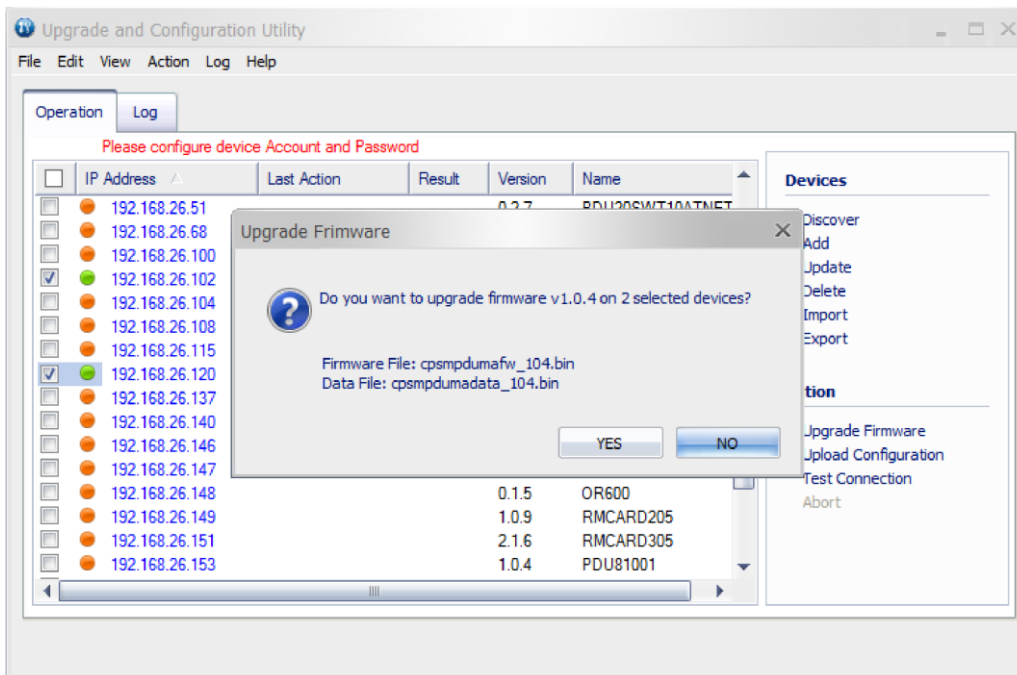 Upgrade and Configuration Utility
File Edit View Action Log Help
Operation Log
Please configure device Account and Password
IP Address Last Action Result Version Name
192.168.26.51
192.168.26.68
192.168.26.100
192.168.26.102
192.168.26.104
192.168.26.108
192.168.26.115
192.168.26.120
192.168.26.137
192.168.26.140
192.168.26.146
192.168.26.147
192.168.26.148 0.1.5 OR600
192.168.26.149 1.0.9 RMCARD205
192.168.26.151 2.1.6 RMCARD305
192.168.26.153 1.0.4 PDU81001
Upgrade Frimware
Do you want to upgrade firmware v1.0.4 on 2 selected devices?
Firmware File: cpsmpdumafw_104.bin
Data File: cpsmpdumadata_104.bin
YES NO
Devices
Discover
Add
Update
Delete
Import
Export
tion
Upgrade Firmware
Upload Configuration
Test Connection
Abort